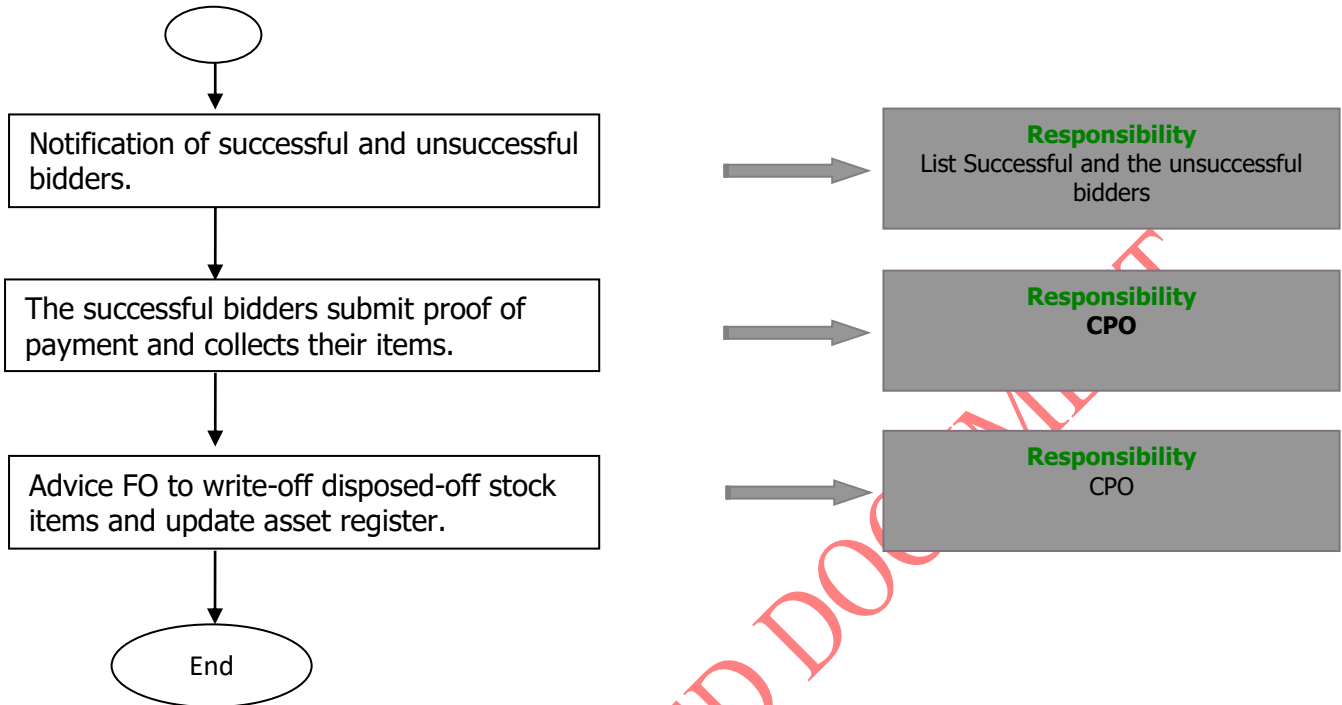 Notification of successful and unsuccessful
bidders.
Responsibility
List Successful and the unsuccessful
bidders
The successful bidders submit proof of
payment and collects their items.
Responsibility
CPO
Advice FO to write-off disposed-off stock
items and update asset register.
Responsibility
CPO
End